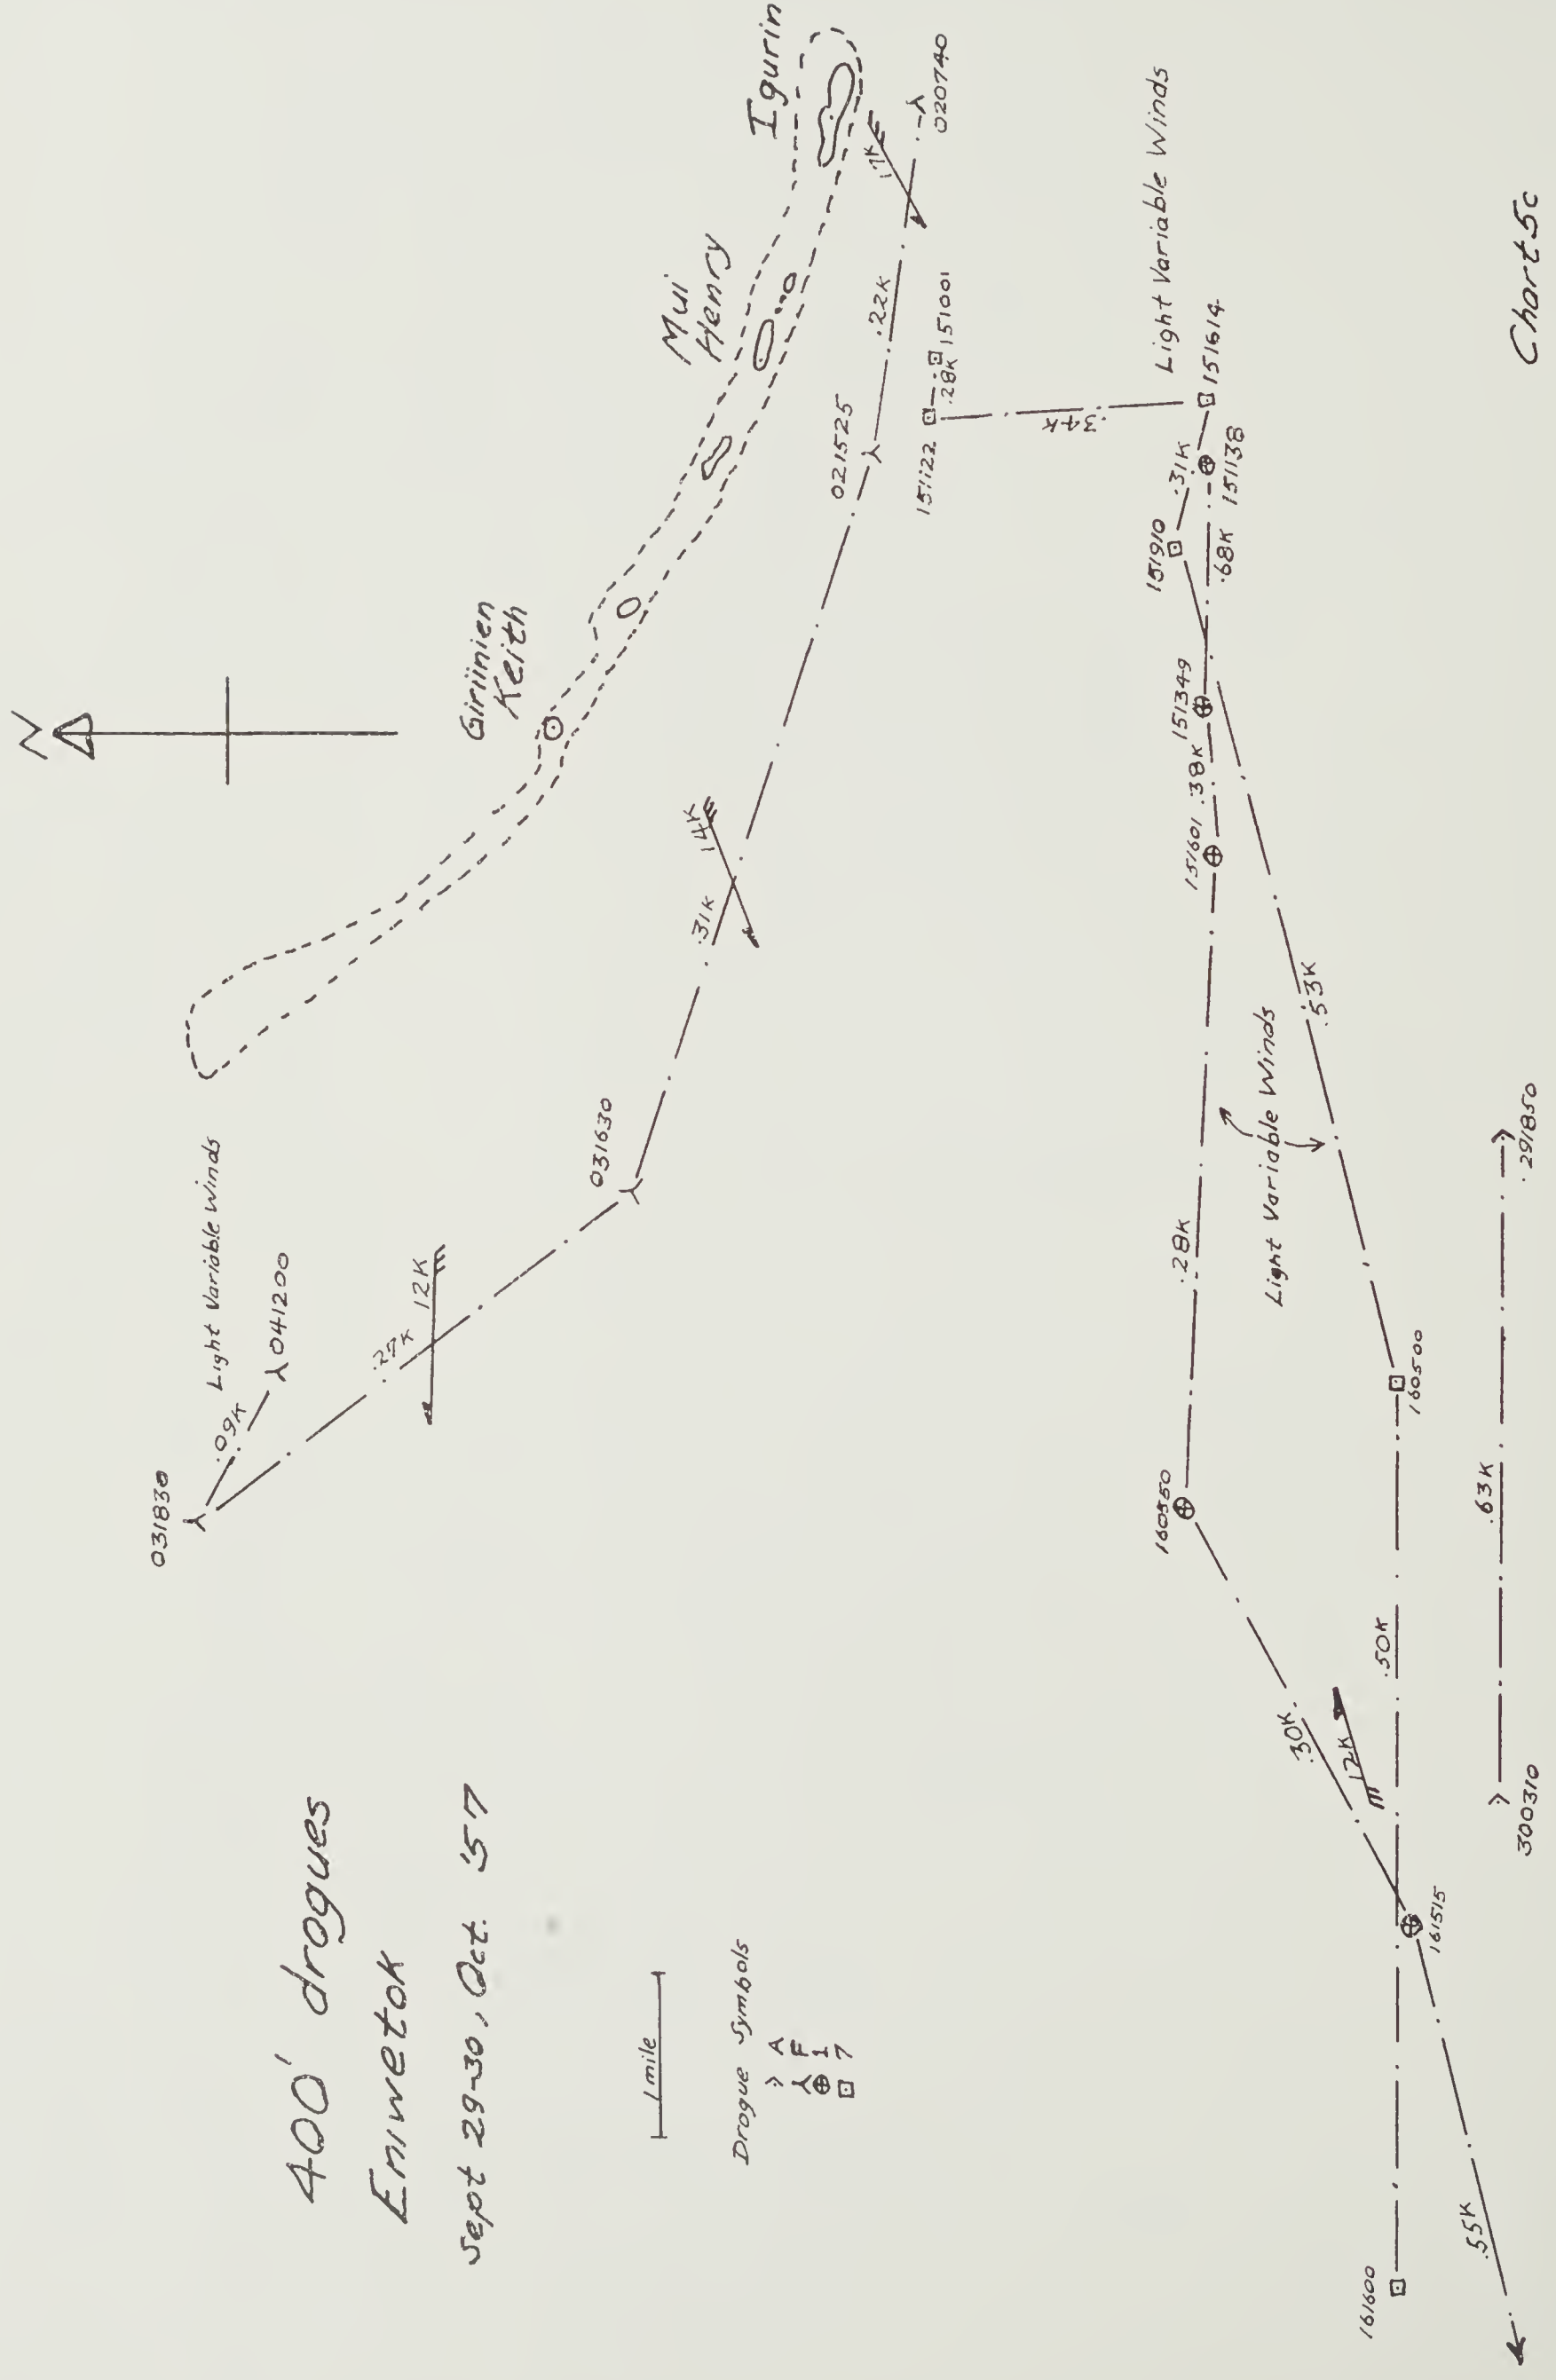 400' drogues
Eniwetok
Sept 29-30, Oct. '57
1 mile
Drogue Symbols
A
F
1
7
N
Light Variable Winds
031830
.09K
041200
.27K
12K
031630
.31K
14K
Giriinien
Keith
Mui
Henry
Igurin
021525
.22K
17K
020740
151122
.28K
151001
.34K
Light Variable Winds
151614
.31K
151910
151138
.68K
151349
.38K
151601
.28K
.53K
Light Variable Winds
160550
160500
.30K
12K
.50K
161515
161600
.55K
300310
.63K
291850
Chart 5c